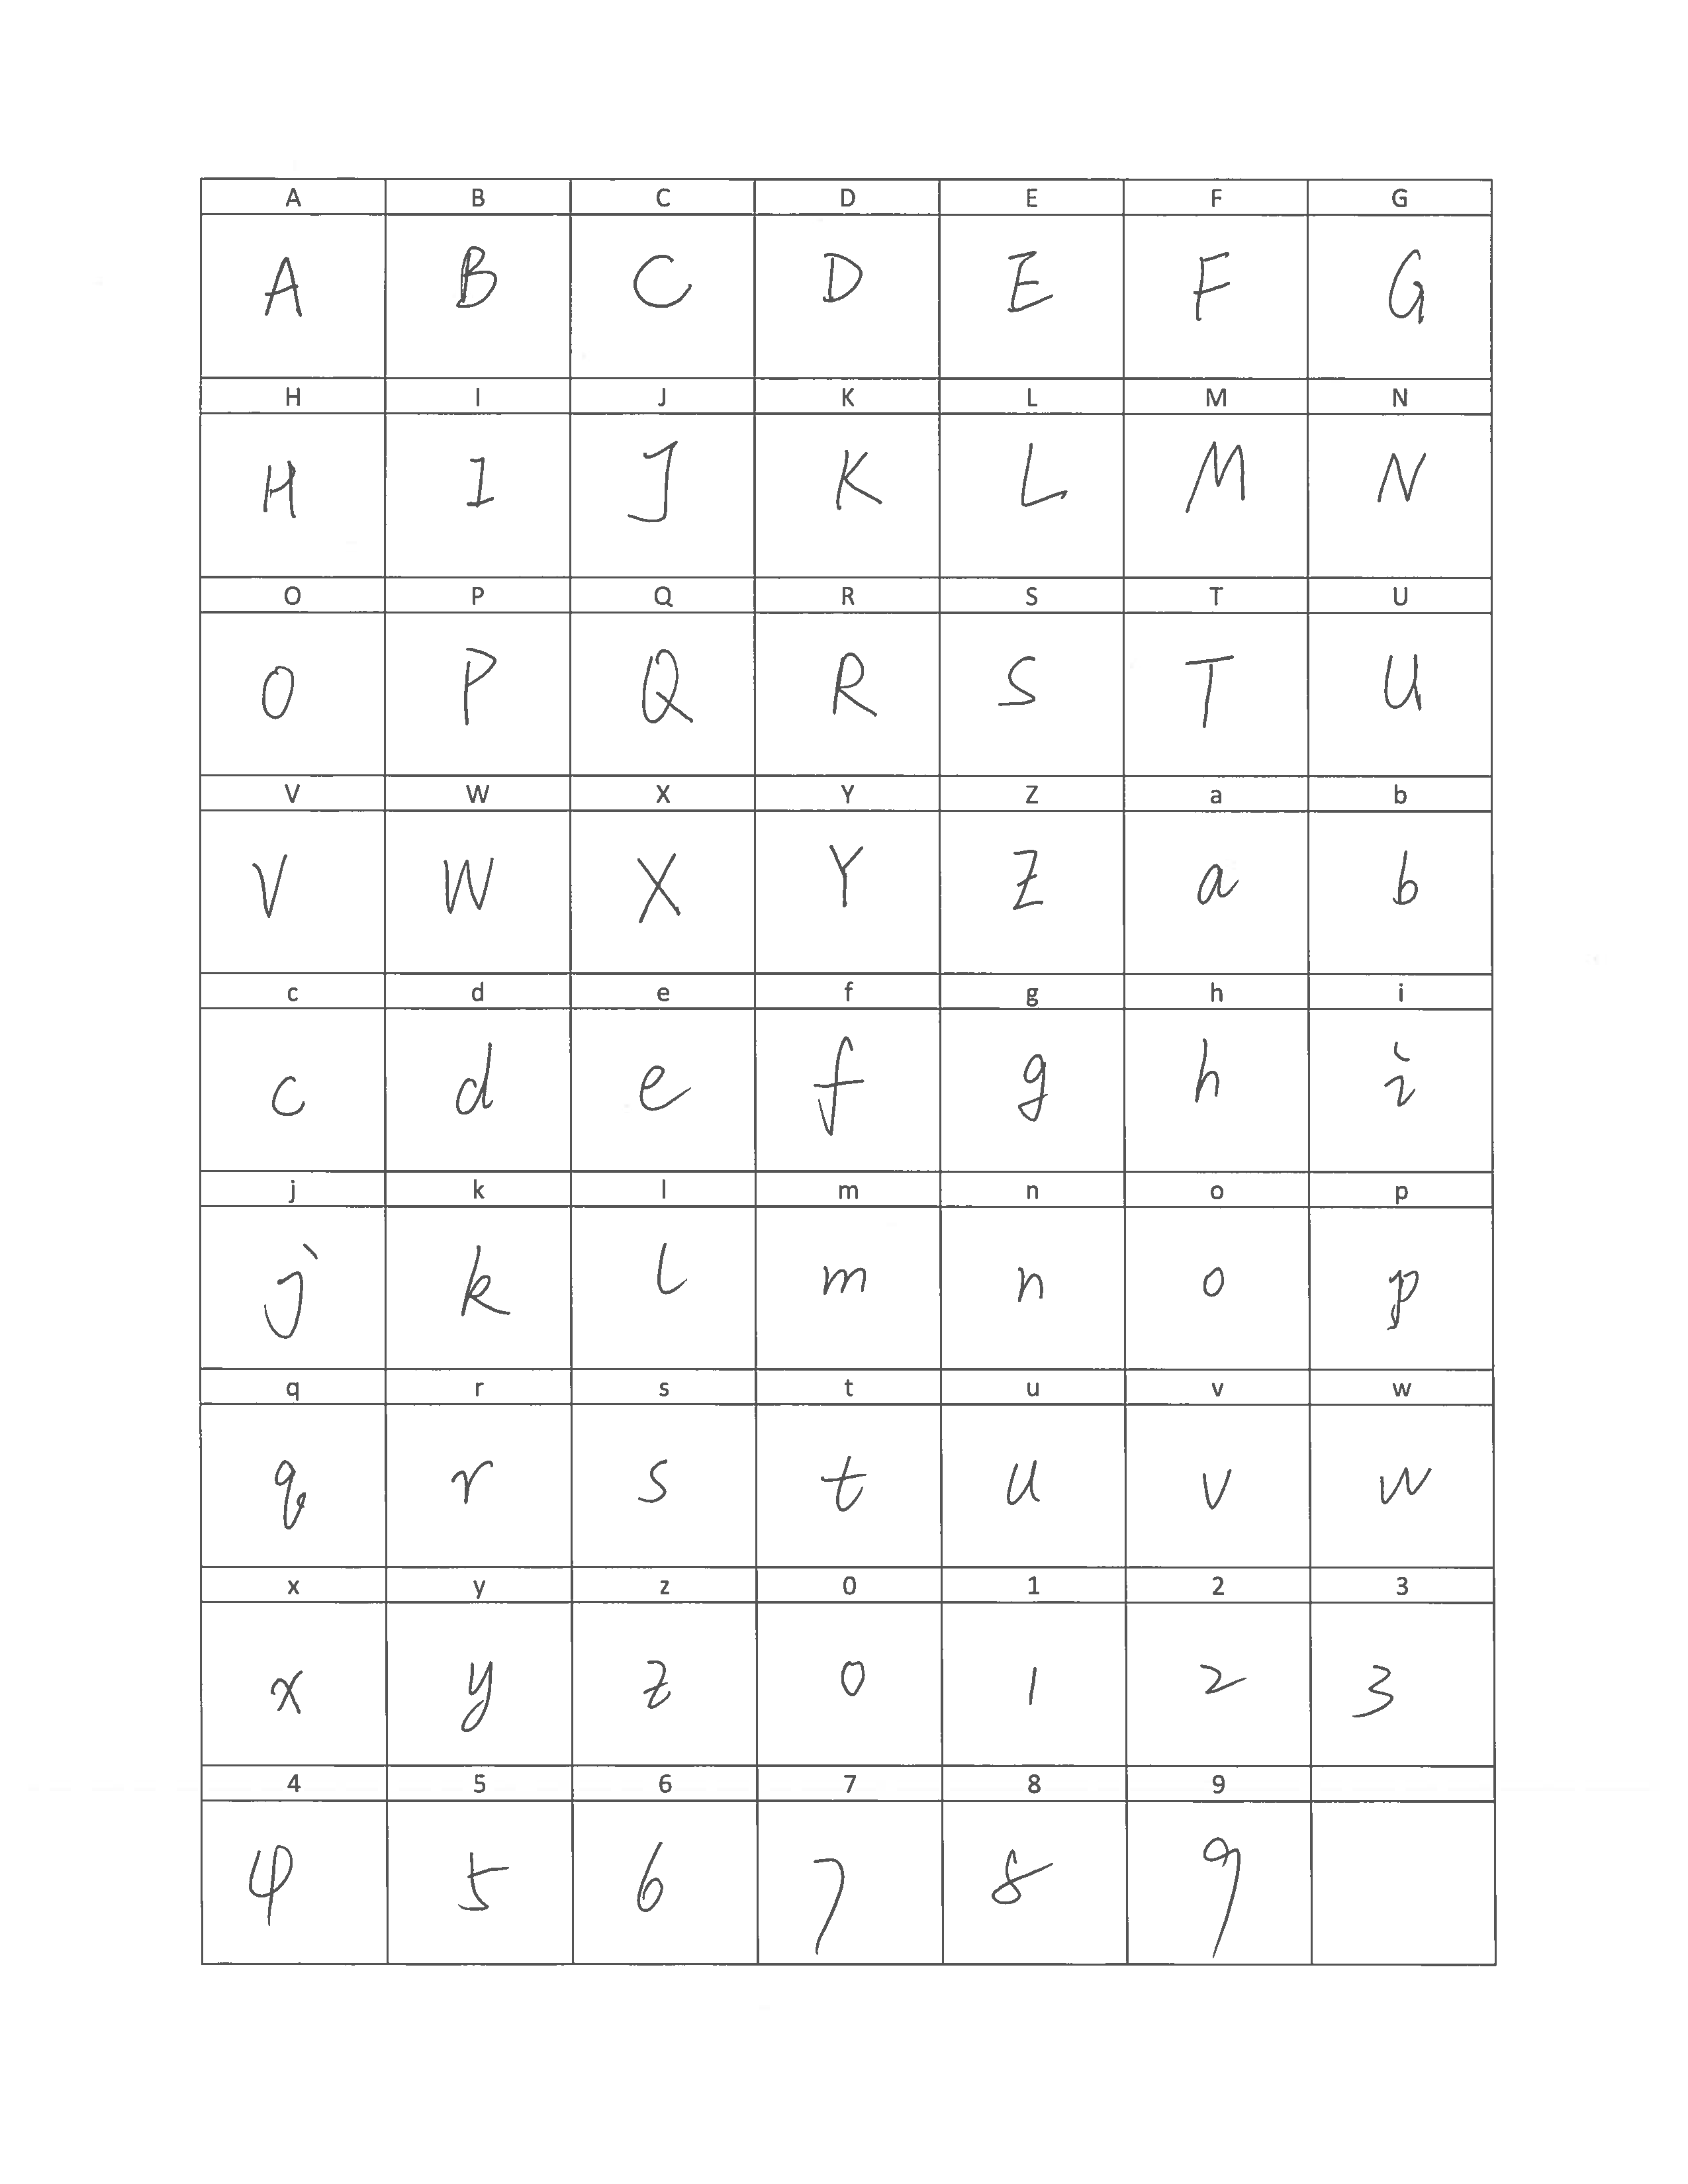 A B C D E F G
A B C D E F G
H I J K L M N
H I J K L M N
O P Q R S T U
O P Q R S T U
V W X Y Z a b
V W X Y Z a b
c d e f g h i
c d e f g h i
j k l m n o p
j k l m n o p
q r s t u v w
q r s t u v w
x y z 0 1 2 3
x y z 0 1 2 3
4 5 6 7 8 9
4 5 6 7 8 9